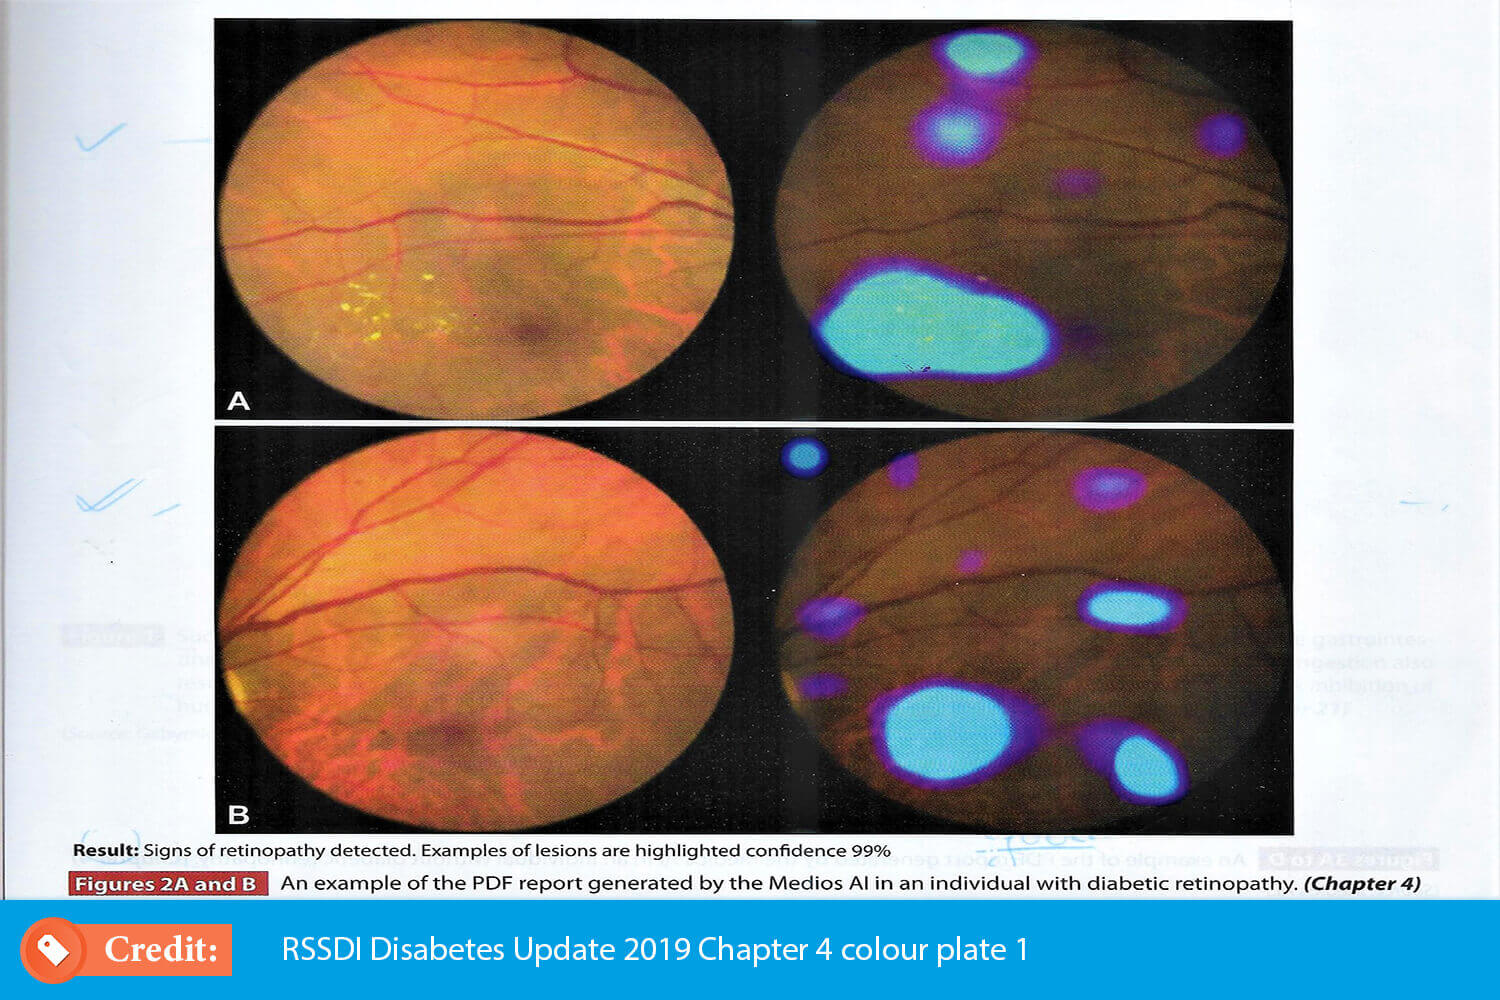 A
B
Result: Signs of retinopathy detected. Examples of lesions are highlighted confidence 99%
Figures 2A and B An example of the PDF report generated by the Medios AI in an individual with diabetic retinopathy. (Chapter 4)
Credit: RSSDI Disabetes Update 2019 Chapter 4 colour plate 1